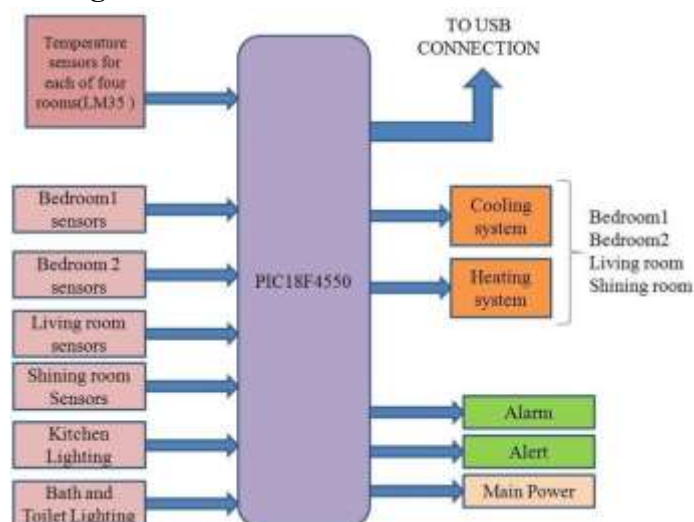 Temperature
sensors for
each of four
rooms(LM35 )
TO USB
CONNECTION
Bedroom1
sensors
Bedroom 2
sensors
Living room
sensors
Shining room
Sensors
Kitchen
Lighting
Bath and
Toilet Lighting
PIC18F4550
Cooling
system
Heating
system
Bedroom1
Bedroom2
Living room
Shining room
Alarm
Alert
Main Power